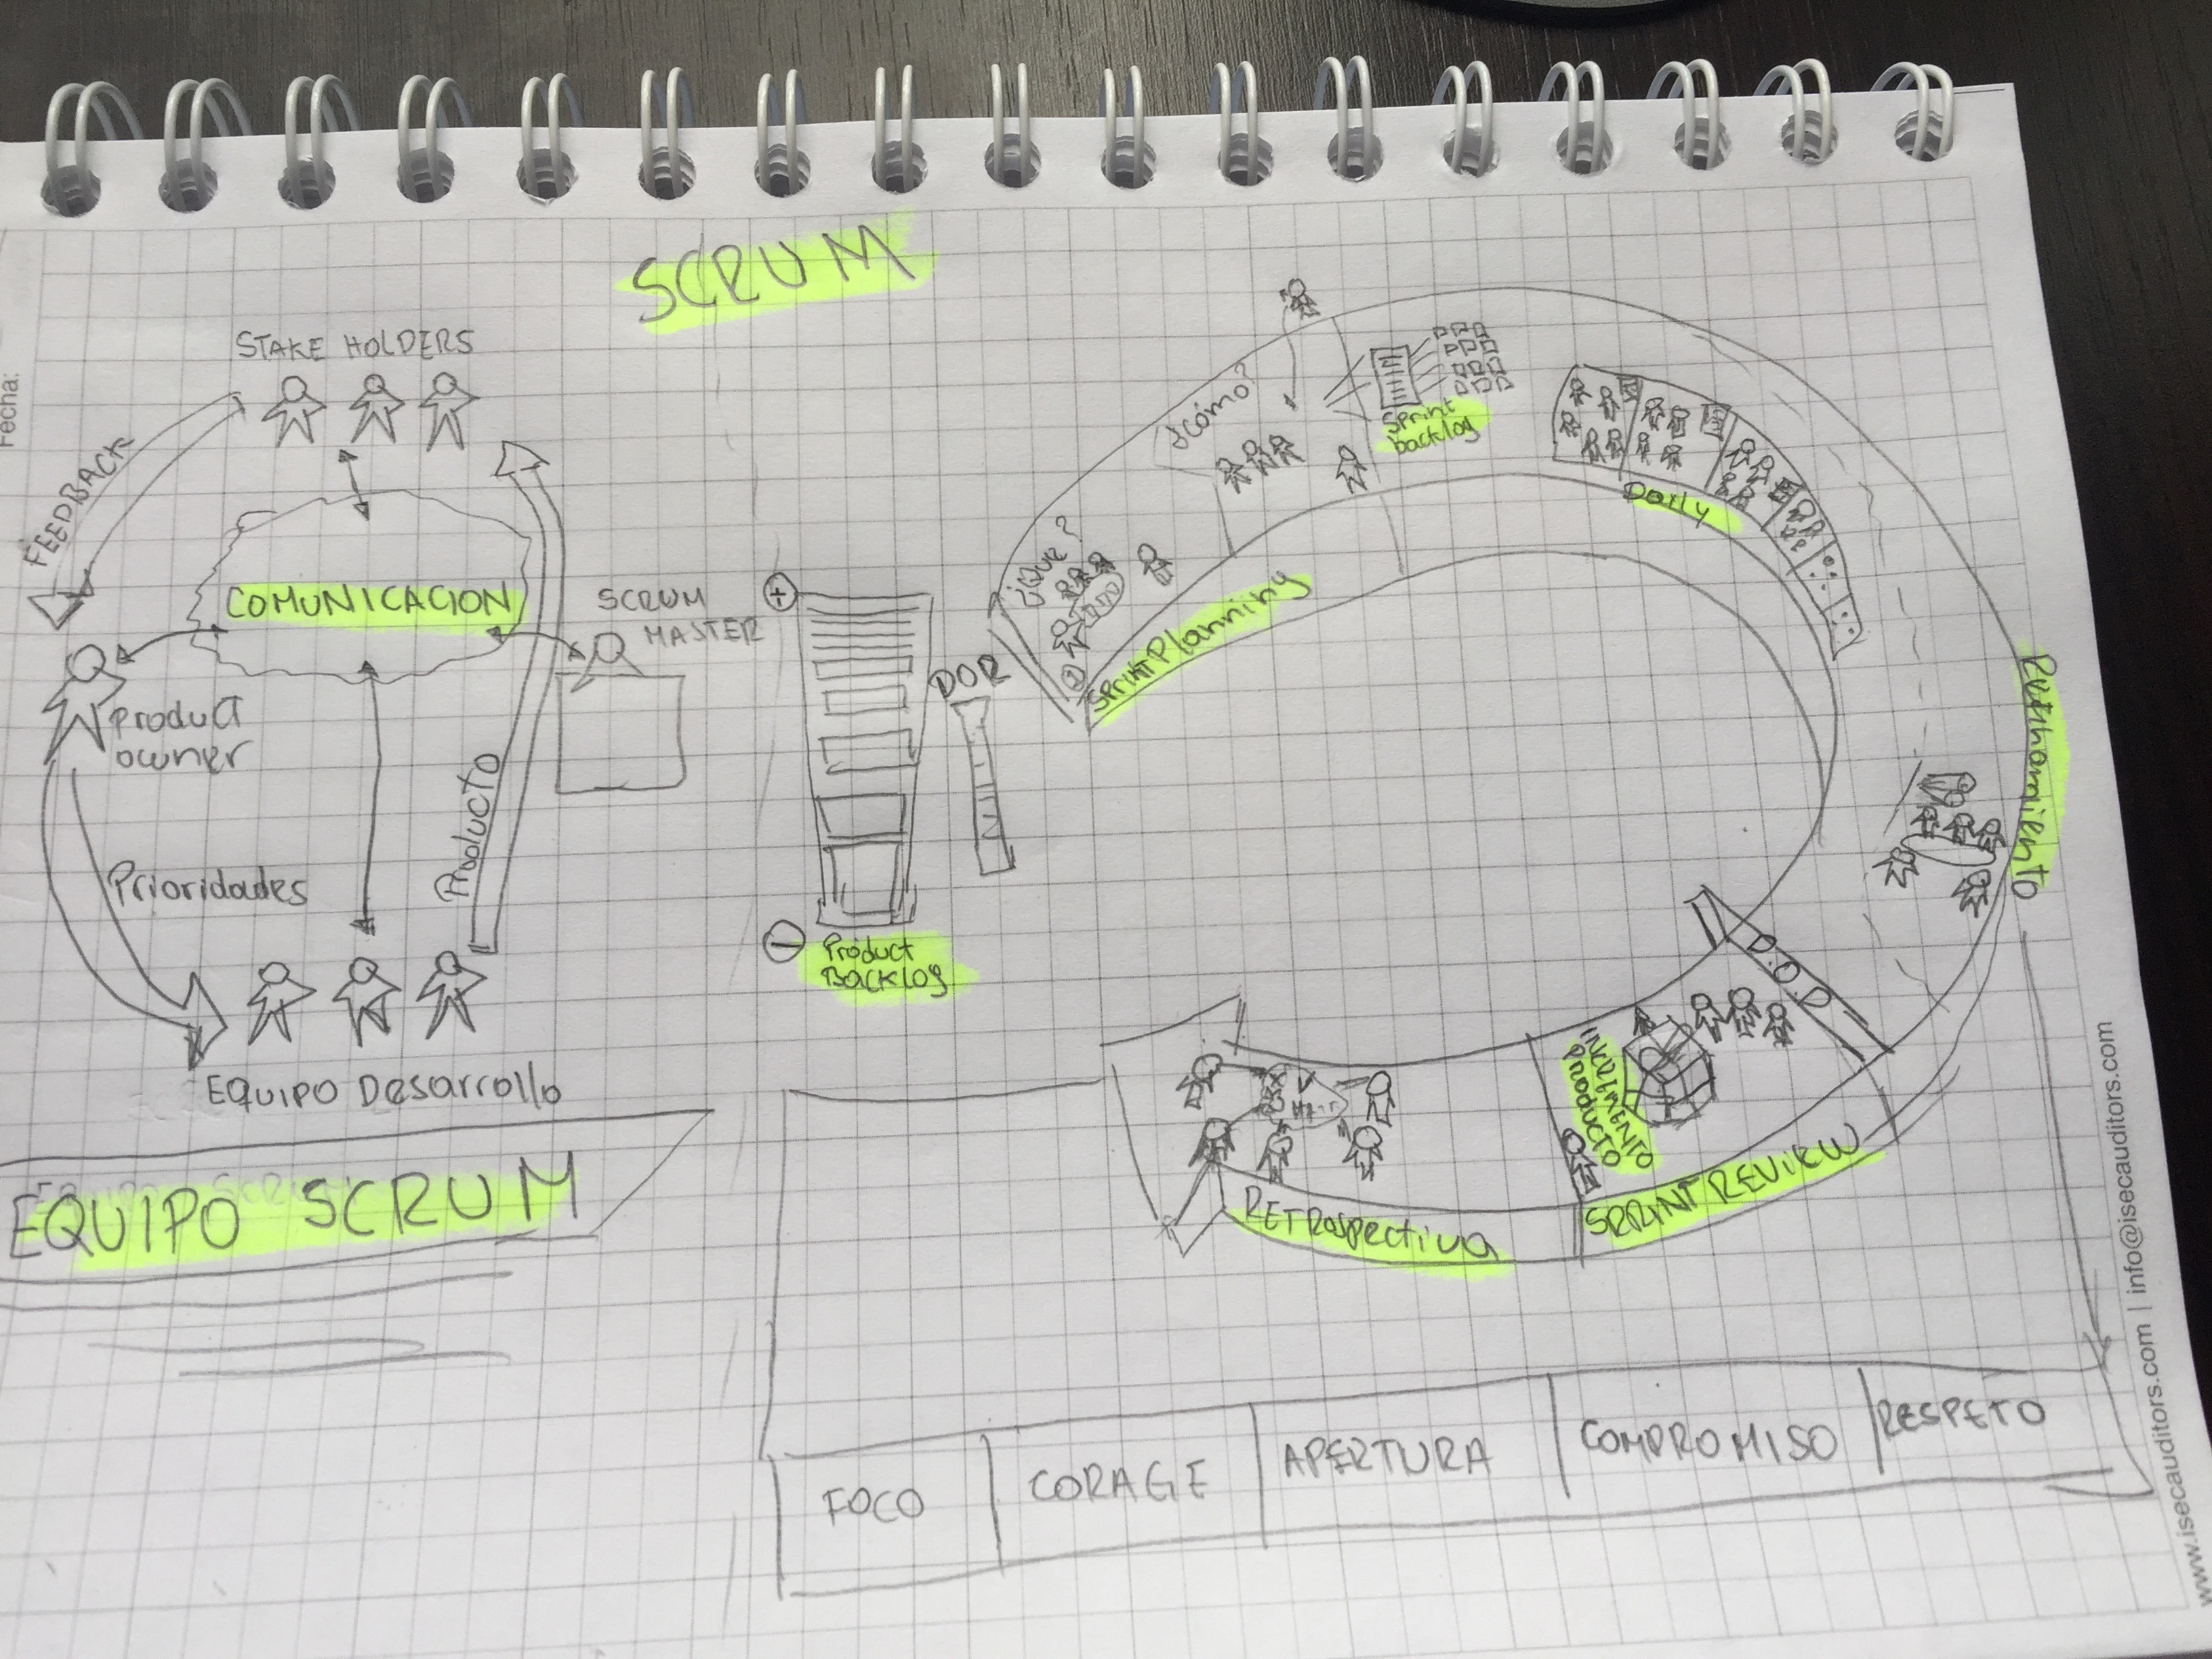 Fecha:
SCRUM
STAKE HOLDERS
FEEDBACK
COMUNICACION
SCRUM
MASTER
Product
owner
Producto
Prioridades
Equipo Desarrollo
EQUIPO SCRUM
+
-
Product
Backlog
DOR
¿Que?
¿cómo?
Sprint Planning
Sprint
backlog
Daily
Refinamiento
INCREMENTO
PRODUCTO
SPRINT REVIEW
RETROSPECTIVA
FOCO
CORAGE
APERTURA
COMPROMISO
RESPETO
www.isecauditors.com | info@isecauditors.com